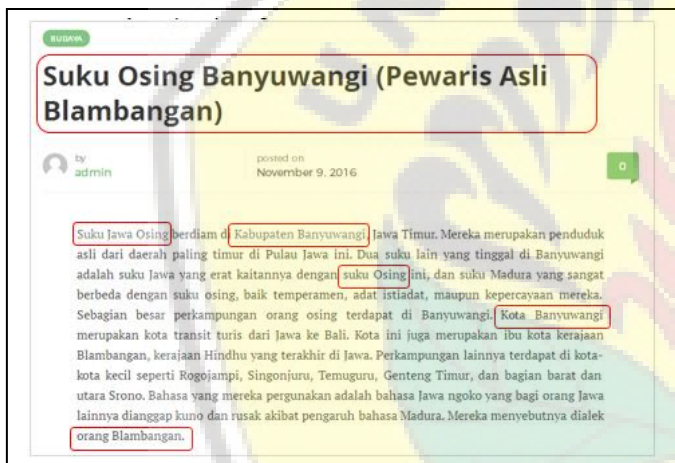 BUDAYA
Suku Osing Banyuwangi (Pewaris Asli
Blambangan)
by
admin
posted on
November 9, 2016
0
Suku Jawa Osing berdiam di Kabupaten Banyuwangi, Jawa Timur. Mereka merupakan penduduk
asli dari daerah paling timur di Pulau Jawa ini. Dua suku lain yang tinggal di Banyuwangi
adalah suku Jawa yang erat kaitannya dengan suku Osing ini, dan suku Madura yang sangat
berbeda dengan suku osing, baik temperamen, adat istiadat, maupun kepercayaan mereka.
Sebagian besar perkampungan orang osing terdapat di Banyuwangi. Kota Banyuwangi
merupakan kota transit turis dari Jawa ke Bali. Kota ini juga merupakan ibu kota kerajaan
Blambangan, kerajaan Hindhu yang terakhir di Jawa. Perkampungan lainnya terdapat di kota-
kota kecil seperti Rogojampi, Singonjuru, Temuguru, Genteng Timur, dan bagian barat dan
utara Srono. Bahasa yang mereka pergunakan adalah bahasa Jawa ngoko yang bagi orang Jawa
lainnya dianggap kuno dan rusak akibat pengaruh bahasa Madura. Mereka menyebutnya dialek
orang Blambangan.